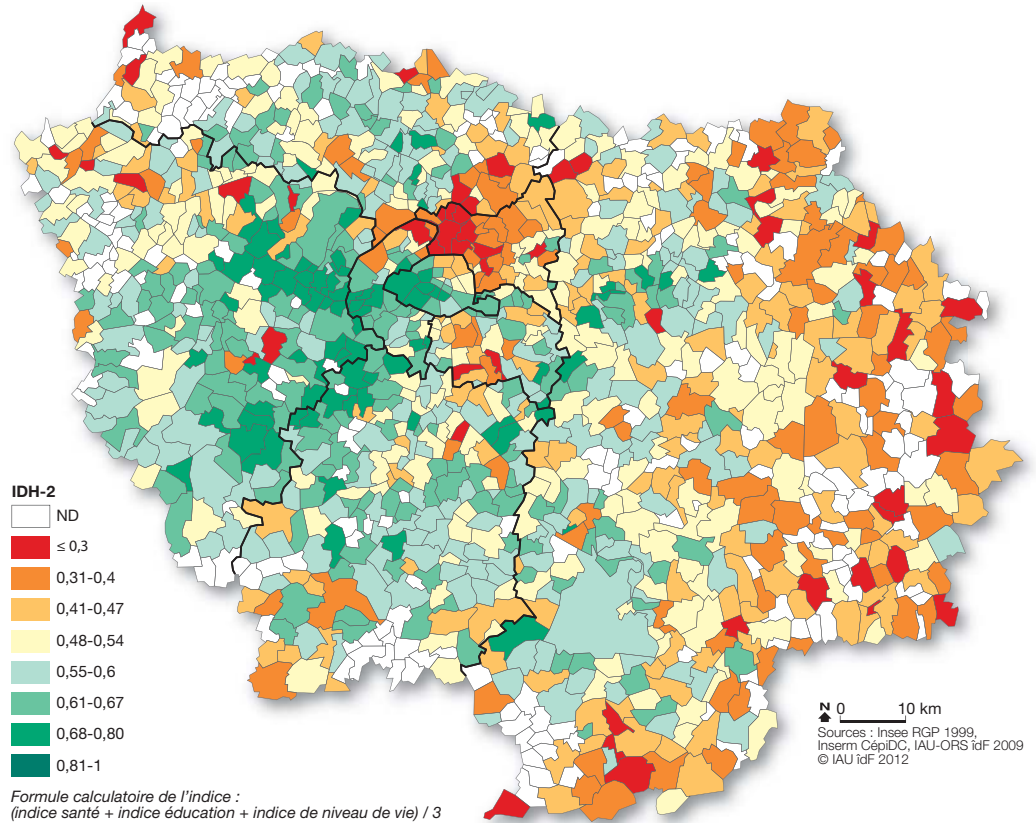 IDH-2
ND
≤ 0,3
0,31-0,4
0,41-0,47
0,48-0,54
0,55-0,6
0,61-0,67
0,68-0,80
0,81-1
Formule calculatoire de l'indice :
(indice santé + indice éducation + indice de niveau de vie) / 3
N 0 10 km
Sources : Insee RGP 1999,
Inserm CépiDC, IAU-ORS îdF 2009
© IAU îdF 2012